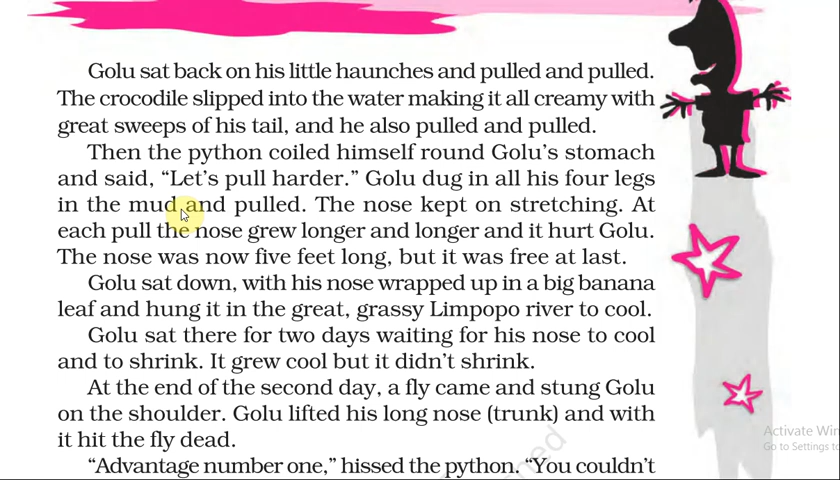 Golu sat back on his little haunches and pulled and pulled.
The crocodile slipped into the water making it all creamy with
great sweeps of his tail, and he also pulled and pulled.
Then the python coiled himself round Golu’s stomach
and said, “Let’s pull harder.” Golu dug in all his four legs
in the mud and pulled. The nose kept on stretching. At
each pull the nose grew longer and longer and it hurt Golu.
The nose was now five feet long, but it was free at last.
Golu sat down, with his nose wrapped up in a big banana
leaf and hung it in the great, grassy Limpopo river to cool.
Golu sat there for two days waiting for his nose to cool
and to shrink. It grew cool but it didn’t shrink.
At the end of the second day, a fly came and stung Golu
on the shoulder. Golu lifted his long nose (trunk) and with
it hit the fly dead.
“Advantage number one,” hissed the python. “You couldn’t
Activate Win
Go to Settings to